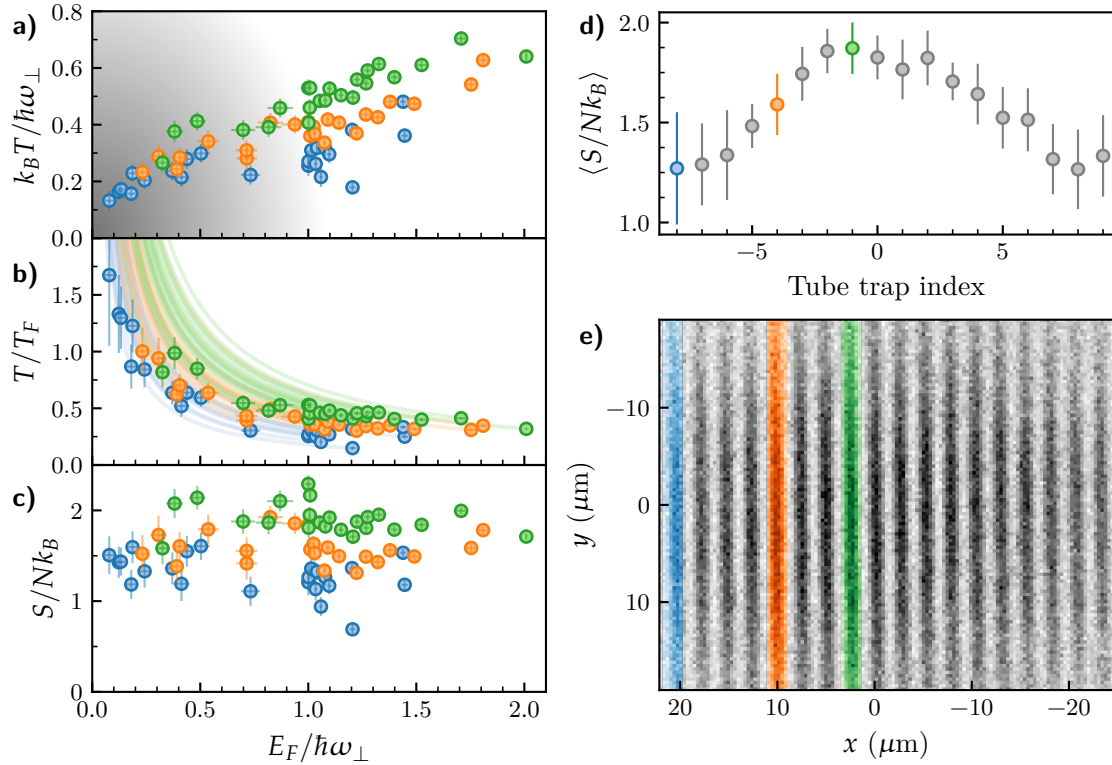 a)
k_BT/ħω_⊥
0.8
0.6
0.4
0.2
0.0
b)
T/T_F
1.5
1.0
0.5
0.0
c)
S/Nk_B
2
1
0
0.0 0.5 1.0 1.5 2.0
E_F/ħω_⊥
d)
⟨S/Nk_B⟩
2.0
1.5
1.0
−5 0 5
Tube trap index
e)
y (μm)
−10
0
10
20 10 0 −10 −20
x (μm)